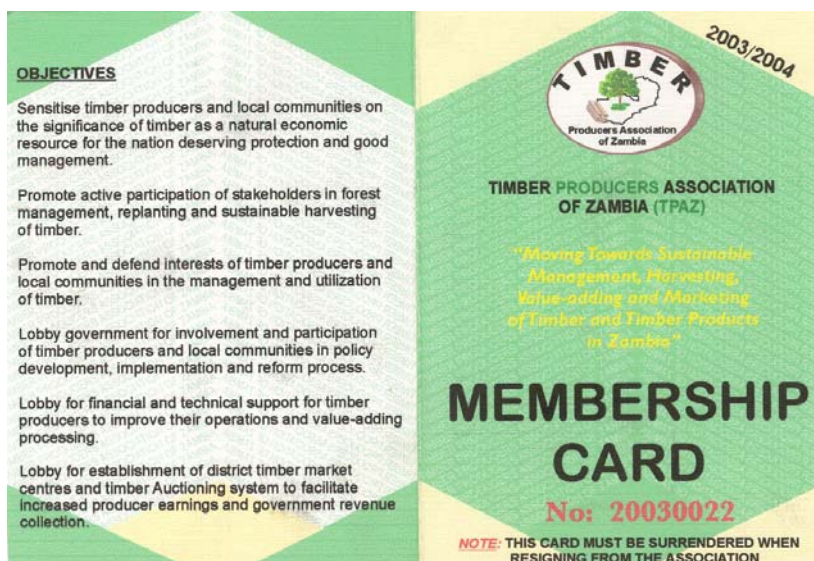 OBJECTIVES
Sensitise timber producers and local communities on
the significance of timber as a natural economic
resource for the nation deserving protection and good
management.
Promote active participation of stakeholders in forest
management, replanting and sustainable harvesting
of timber.
Promote and defend interests of timber producers and
local communities in the management and utilization
of timber.
Lobby government for involvement and participation
of timber producers and local communities in policy
development, implementation and reform process.
Lobby for financial and technical support for timber
producers to improve their operations and value-adding
processing.
Lobby for establishment of district timber market
centres and timber Auctioning system to facilitate
increased producer earnings and government revenue
collection.
2003/2004
TIMBER
Producers Association
of Zambia
TIMBER PRODUCERS ASSOCIATION
OF ZAMBIA (TPAZ)
"Moving Towards Sustainable
Management, Harvesting,
Value-adding and Marketing
of Timber and Timber Products
in Zambia"
MEMBERSHIP
CARD
No: 20030022
NOTE: THIS CARD MUST BE SURRENDERED WHEN
RESIGNING FROM THE ASSOCIATION